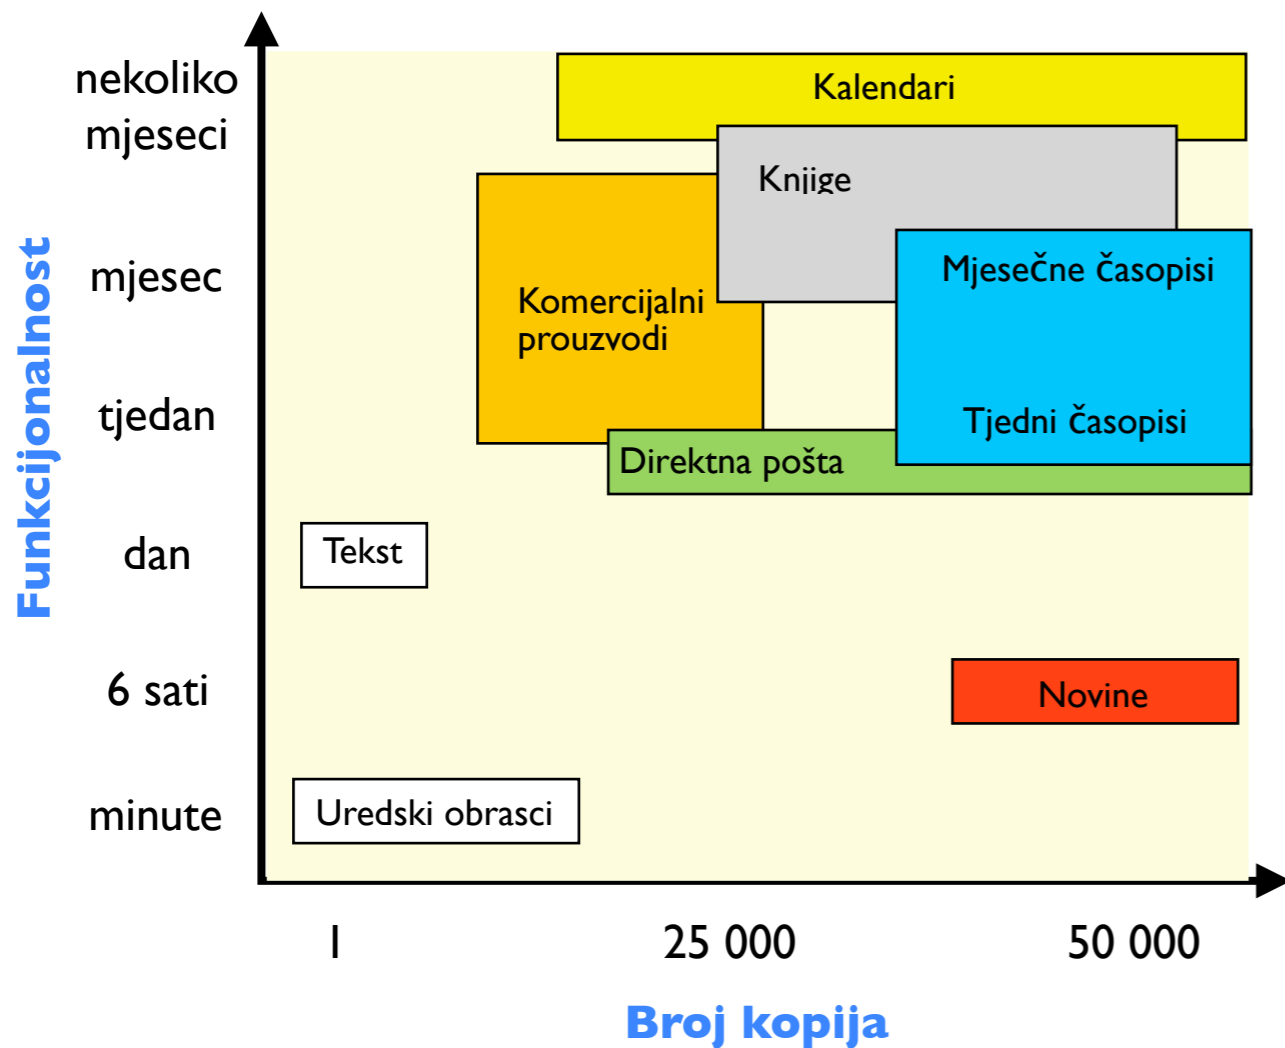 nekoliko
mjeseci
Kalendari
Knjige
mjesec
Mjesečne časopisi
Komercijalni
prouzvodi
tjedan
Tjedni časopisi
Direktna pošta
dan
Tekst
6 sati
Novine
minute
Uredski obrasci
Funkcijonalnost
1
25 000
50 000
Broj kopija